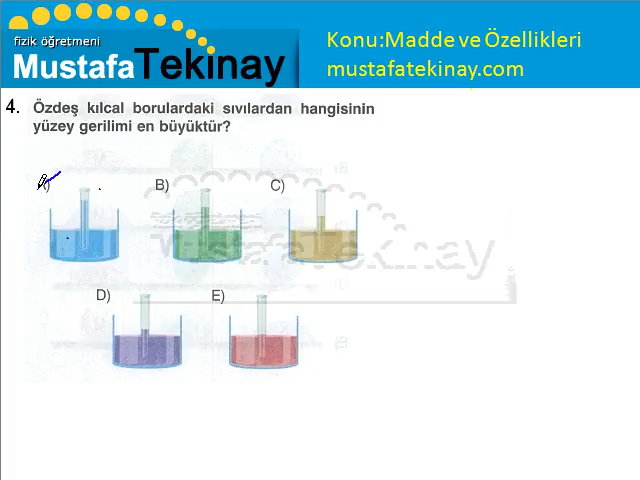 fizik öğretmeni
MustafaTekinay
Konu:Madde ve Özellikleri
mustafatekinay.com
4. Özdeş kılcal borulardaki sıvılardan hangisinin
yüzey gerilimi en büyüktür?
A)
B)
C)
MustafaTekinay
D)
E)